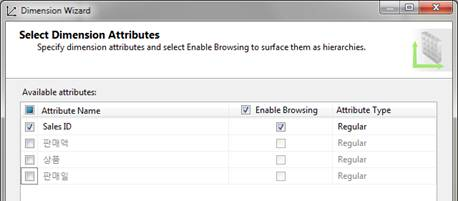 Dimension Wizard
Select Dimension Attributes
Specify dimension attributes and select Enable Browsing to surface them as hierarchies.
Available attributes:
Attribute Name Enable Browsing Attribute Type
Sales ID Regular
판매액 Regular
상품 Regular
판매일 Regular